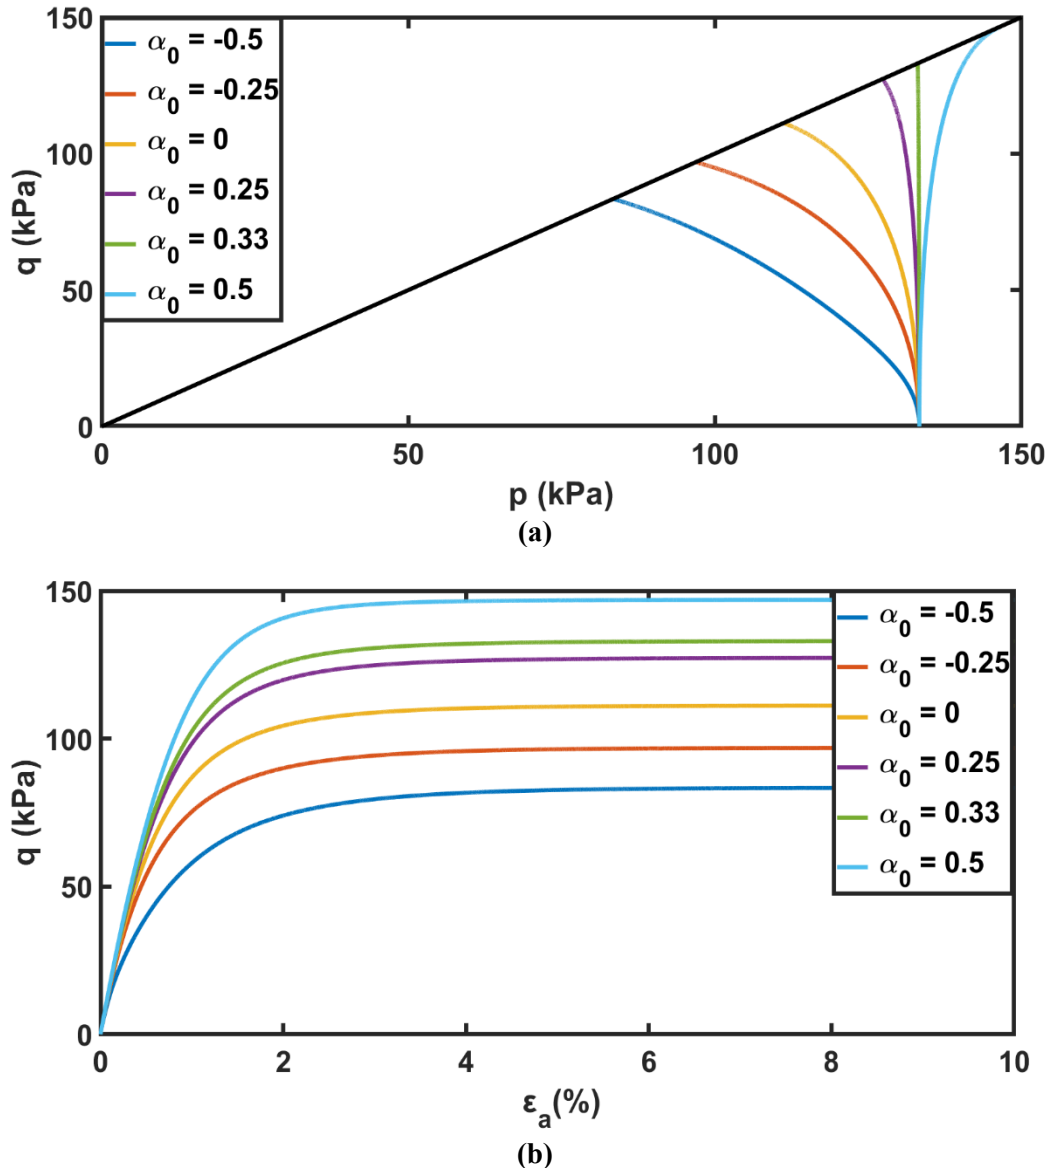 150
100
50
0
q (kPa)
α0 = -0.5
α0 = -0.25
α0 = 0
α0 = 0.25
α0 = 0.33
α0 = 0.5
0 50 100 150
p (kPa)
(a)
150
100
50
0
q (kPa)
α0 = -0.5
α0 = -0.25
α0 = 0
α0 = 0.25
α0 = 0.33
α0 = 0.5
0 2 4 6 8 10
εa(%)
(b)